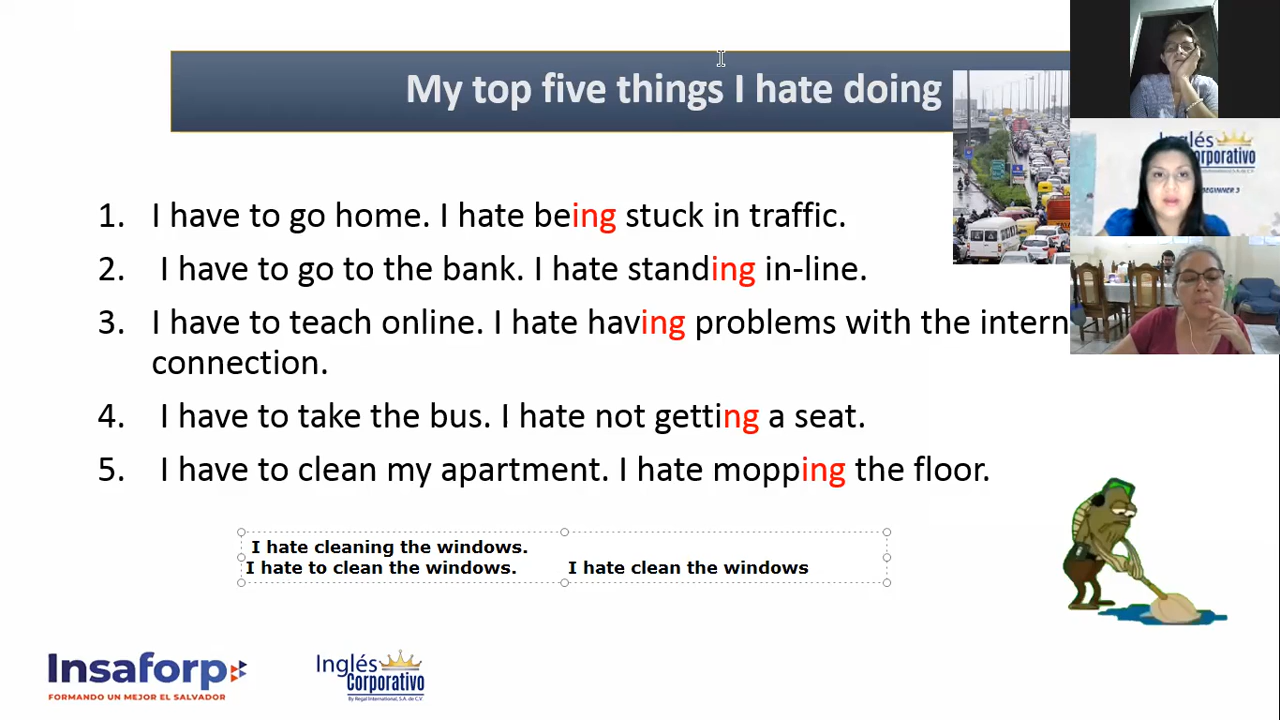 My top five things I hate doing
1. I have to go home. I hate being stuck in traffic.
2. I have to go to the bank. I hate standing in-line.
3. I have to teach online. I hate having problems with the intern
connection.
4. I have to take the bus. I hate not getting a seat.
5. I have to clean my apartment. I hate mopping the floor.
I hate cleaning the windows.
I hate to clean the windows. I hate clean the windows
Insaforp
FORMANDO UN MEJOR EL SALVADOR
Inglés
Corporativo
By Regal International, S.A. de C.V.
Inglés
orporativo
BEGINNER 3